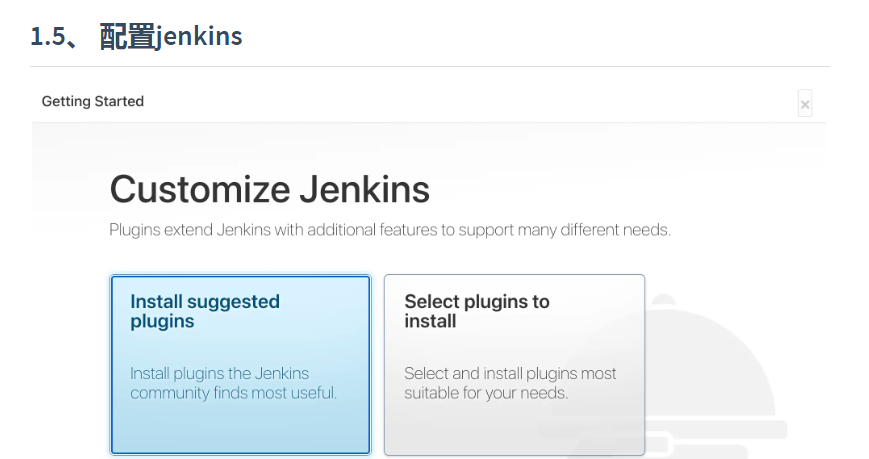 1.5、 配置jenkins
Getting Started
×
Customize Jenkins
Plugins extend Jenkins with additional features to support many different needs.
Install suggested
plugins
Install plugins the Jenkins
community finds most useful.
Select plugins to
install
Select and install plugins most
suitable for your needs.